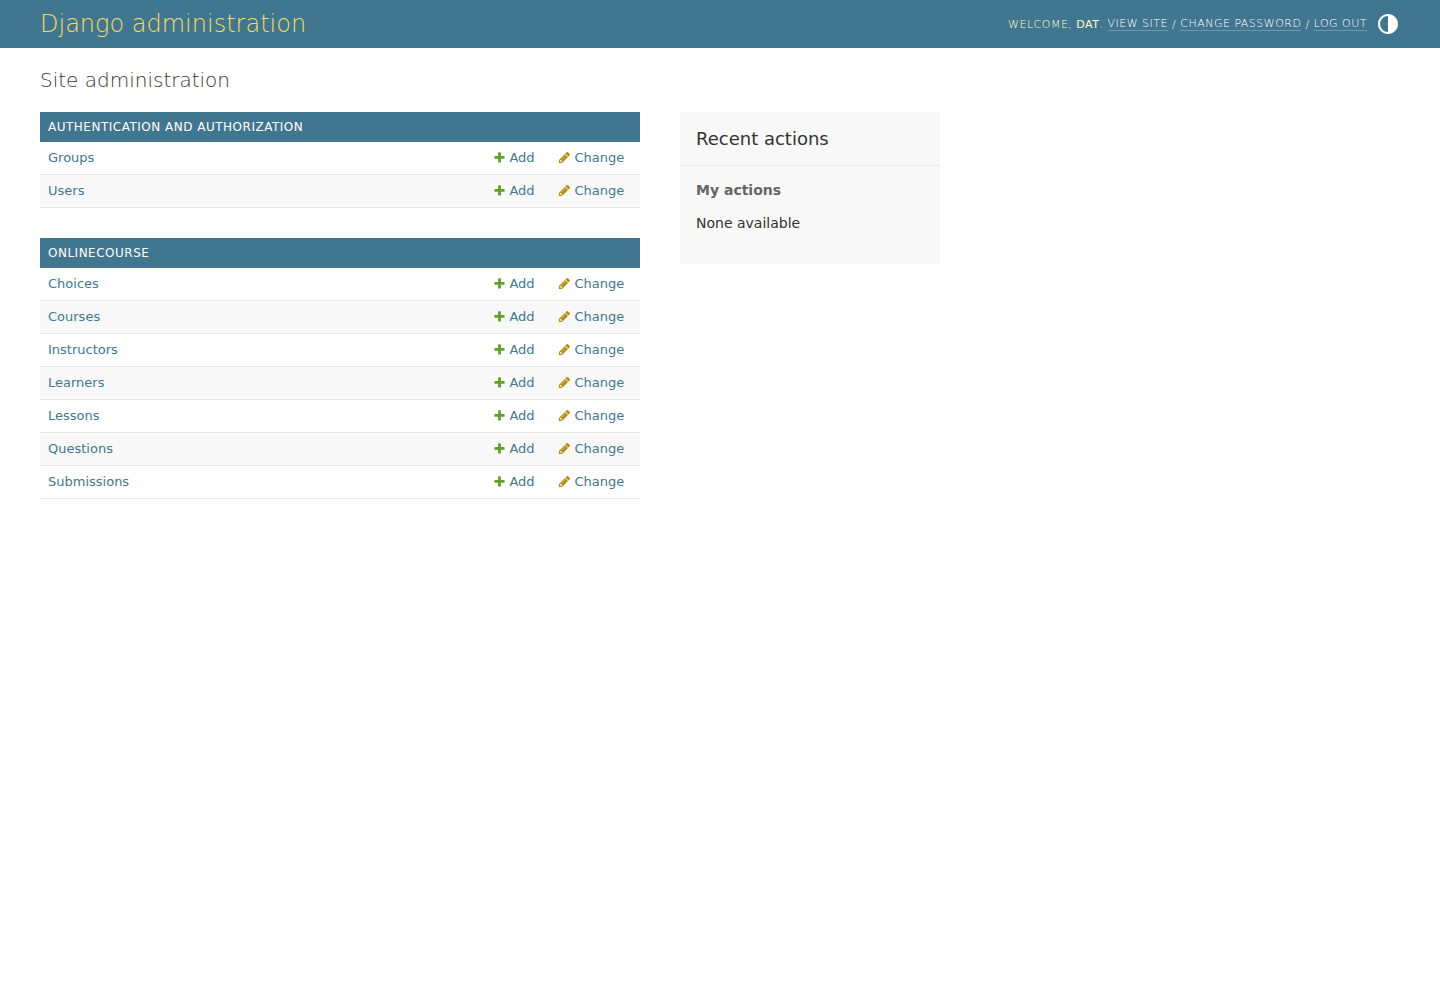 Django administration
WELCOME, DAT. VIEW SITE / CHANGE PASSWORD / LOG OUT
Site administration
AUTHENTICATION AND AUTHORIZATION
Groups Add Change
Users Add Change
ONLINECOURSE
Choices Add Change
Courses Add Change
Instructors Add Change
Learners Add Change
Lessons Add Change
Questions Add Change
Submissions Add Change
Recent actions
My actions
None available